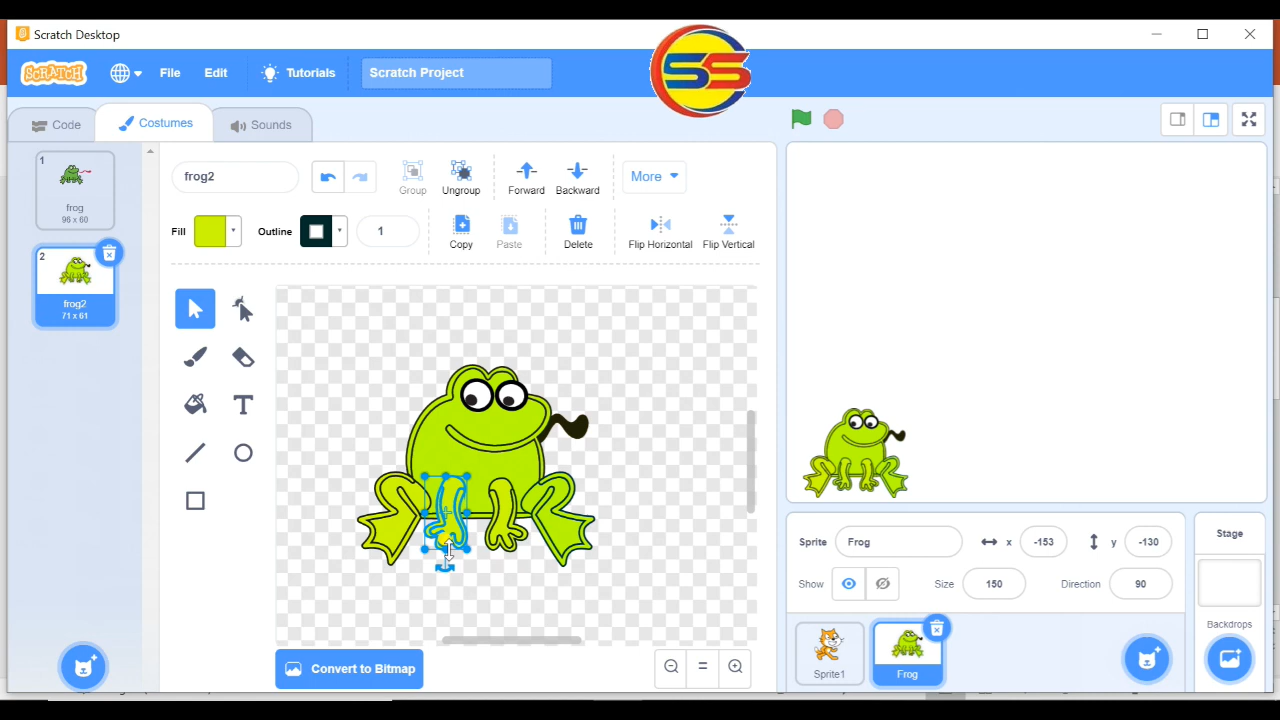 Scratch Desktop
SCRATCH
File
Edit
Tutorials
Scratch Project
SS
Code
Costumes
Sounds
1
frog
96 x 60
2
frog2
71 x 61
frog2
Group
Ungroup
Forward
Backward
More
Fill
Outline
1
Copy
Paste
Delete
Flip Horizontal
Flip Vertical
T
Convert to Bitmap
Sprite
Frog
x
-153
y
-130
Show
Size
150
Direction
90
Sprite1
Frog
Stage
Backdrops